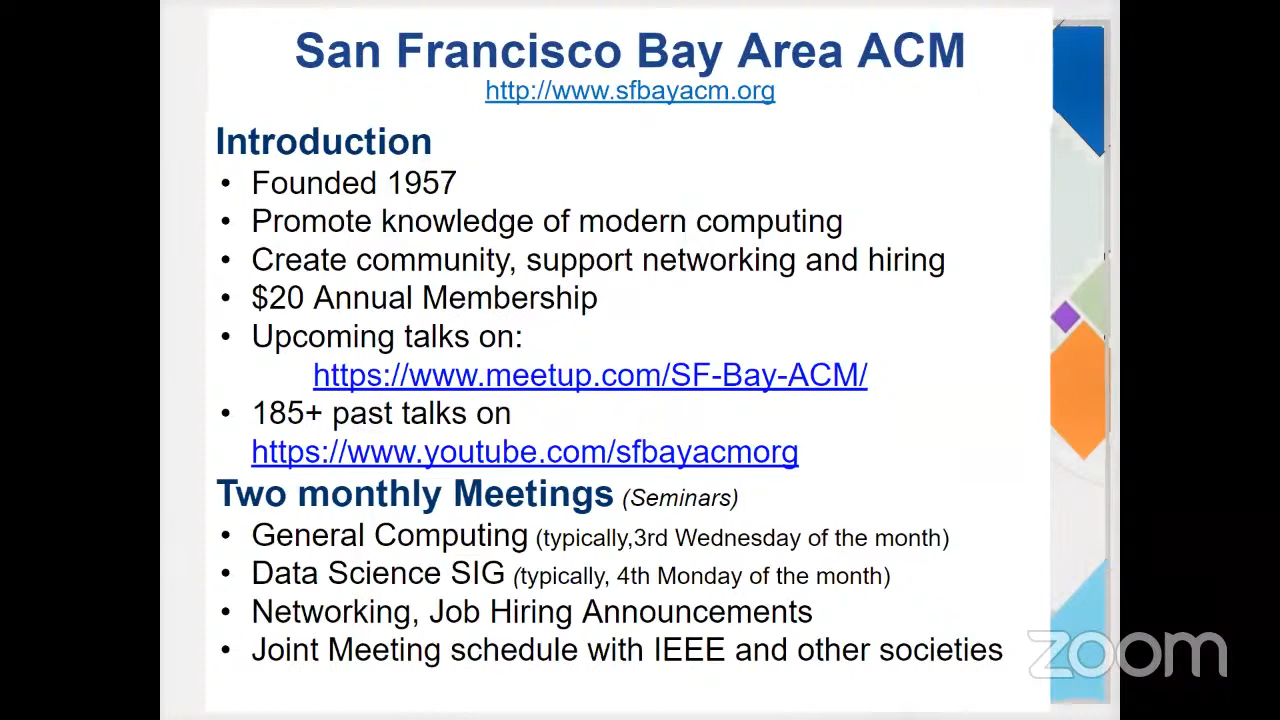 San Francisco Bay Area ACM
http://www.sfbayacm.org
Introduction
• Founded 1957
• Promote knowledge of modern computing
• Create community, support networking and hiring
• $20 Annual Membership
• Upcoming talks on:
https://www.meetup.com/SF-Bay-ACM/
• 185+ past talks on
https://www.youtube.com/sfbayacmorg
Two monthly Meetings (Seminars)
• General Computing (typically,3rd Wednesday of the month)
• Data Science SIG (typically, 4th Monday of the month)
• Networking, Job Hiring Announcements
• Joint Meeting schedule with IEEE and other societies
zoom